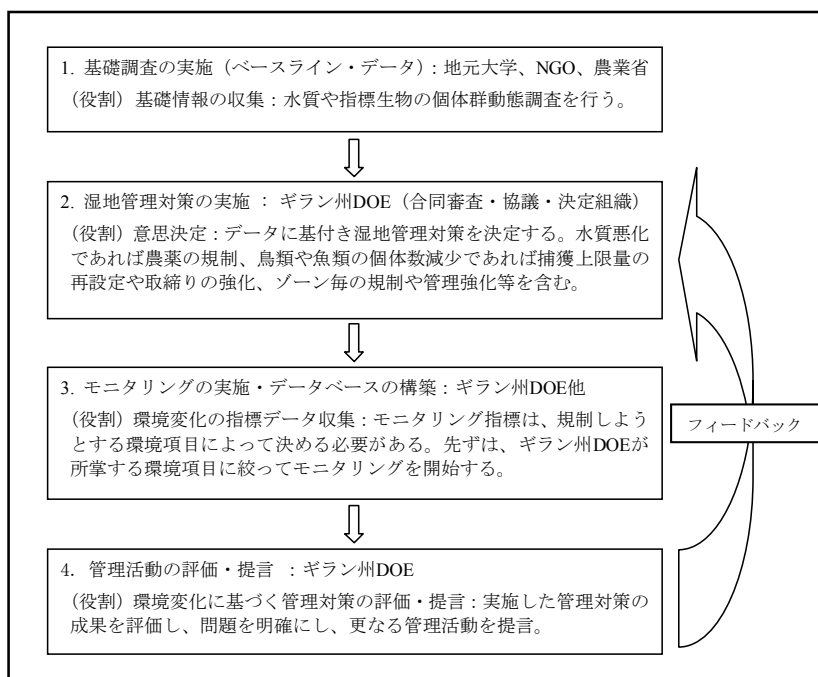 1. 基礎調査の実施(ベースライン・データ):地元大学、NGO、農業省
(役割)基礎情報の収集:水質や指標生物の個体群動態調査を行う。
2. 湿地管理対策の実施 : ギラン州DOE(合同審査・協議・決定組織)
(役割)意思決定:データに基付き湿地管理対策を決定する。水質悪化
であれば農薬の規制、鳥類や魚類の個体数減少であれば捕獲上限量の
再設定や取締りの強化、ゾーン毎の規制や管理強化等を含む。
3. モニタリングの実施・データベースの構築:ギラン州DOE他
(役割)環境変化の指標データ収集:モニタリング指標は、規制しよう
とする環境項目によって決める必要がある。先ずは、ギラン州DOEが
所掌する環境項目に絞ってモニタリングを開始する。
フィードバック
4. 管理活動の評価・提言 :ギラン州DOE
(役割)環境変化に基づく管理対策の評価・提言:実施した管理対策の
成果を評価し、問題を明確にし、更なる管理活動を提言。